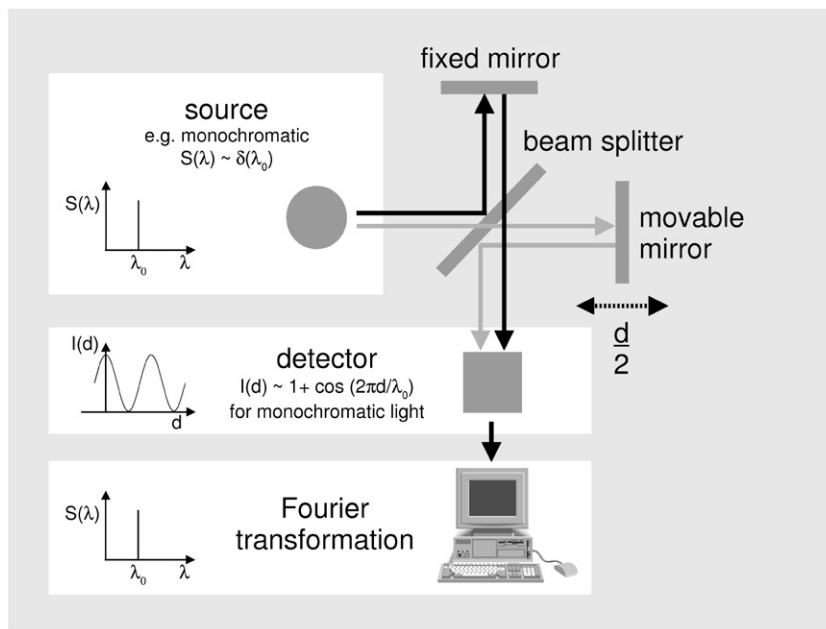 fixed mirror
source
e.g. monochromatic
S(λ) ~ δ(λ₀)
beam splitter
S(λ)
λ₀
λ
movable
mirror
d
2
I(d)
d
detector
I(d) ~ 1+ cos (2πd/λ₀)
for monochromatic light
S(λ)
λ₀
λ
Fourier
transformation